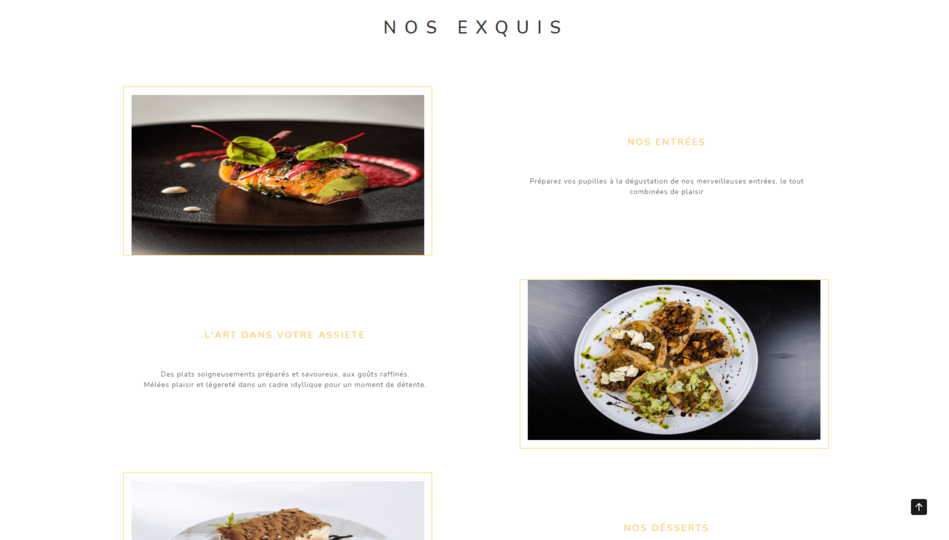 NOS EXQUIS
NOS ENTRÉES
Préparez vos pupilles à la dégustation de nos merveilleuses entrées, le tout
combinées de plaisir
L'ART DANS VOTRE ASSIETE
Des plats soigneusements préparés et savoureux, aux goûts raffinés.
Mélées plaisir et légereté dans un cadre idyllique pour un moment de détente.
NOS DÉSSERTS